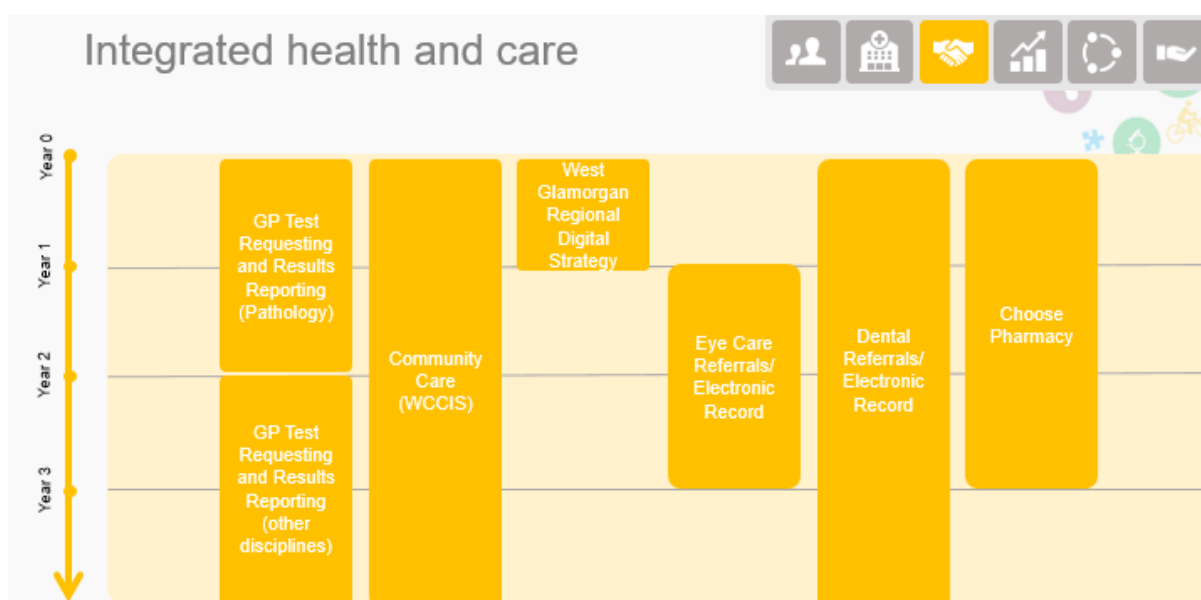 Integrated health and care
Year 0
Year 1
Year 2
Year 3
GP Test
Requesting
and Results
Reporting
(Pathology)
GP Test
Requesting
and Results
Reporting
(other
disciplines)
Community
Care
(WCCIS)
West
Glamorgan
Regional
Digital
Strategy
Eye Care
Referrals/
Electronic
Record
Dental
Referrals/
Electronic
Record
Choose
Pharmacy